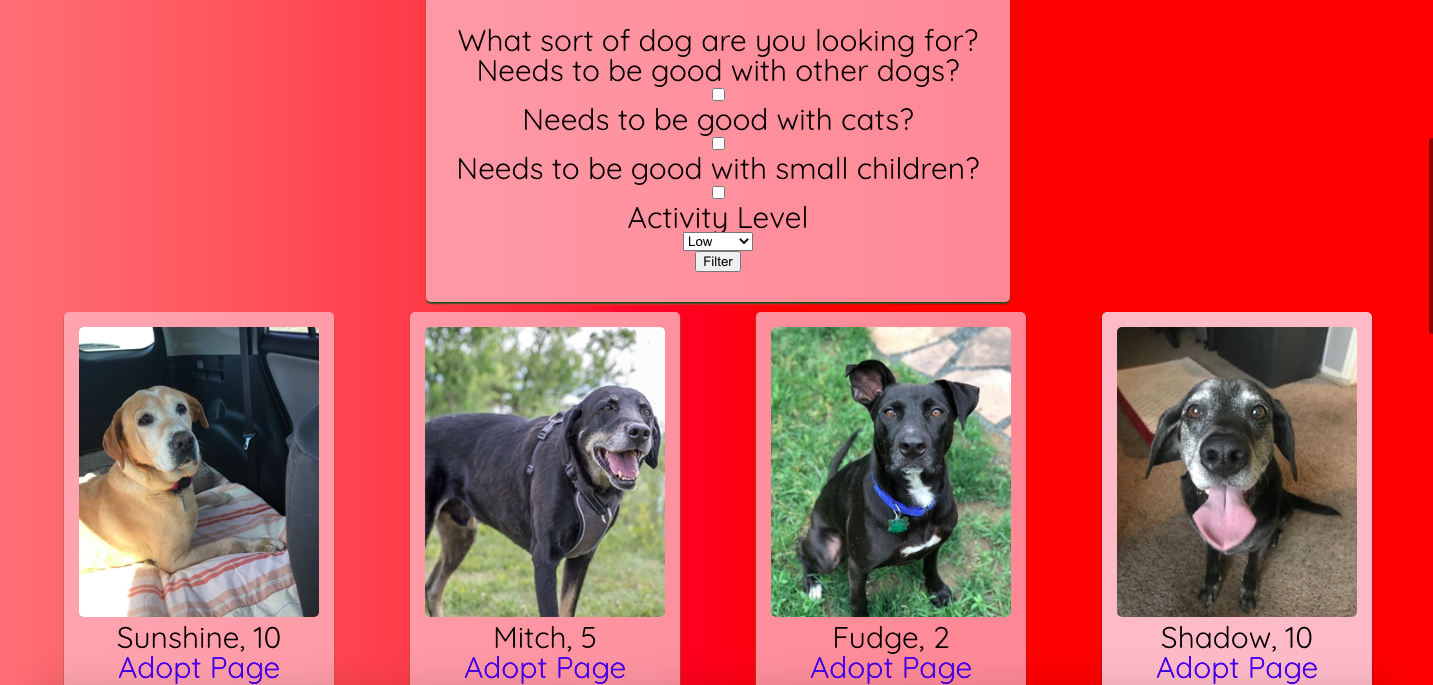 What sort of dog are you looking for?
Needs to be good with other dogs?
Needs to be good with cats?
Needs to be good with small children?
Activity Level
Low
Filter
Sunshine, 10
Adopt Page
Mitch, 5
Adopt Page
Fudge, 2
Adopt Page
Shadow, 10
Adopt Page